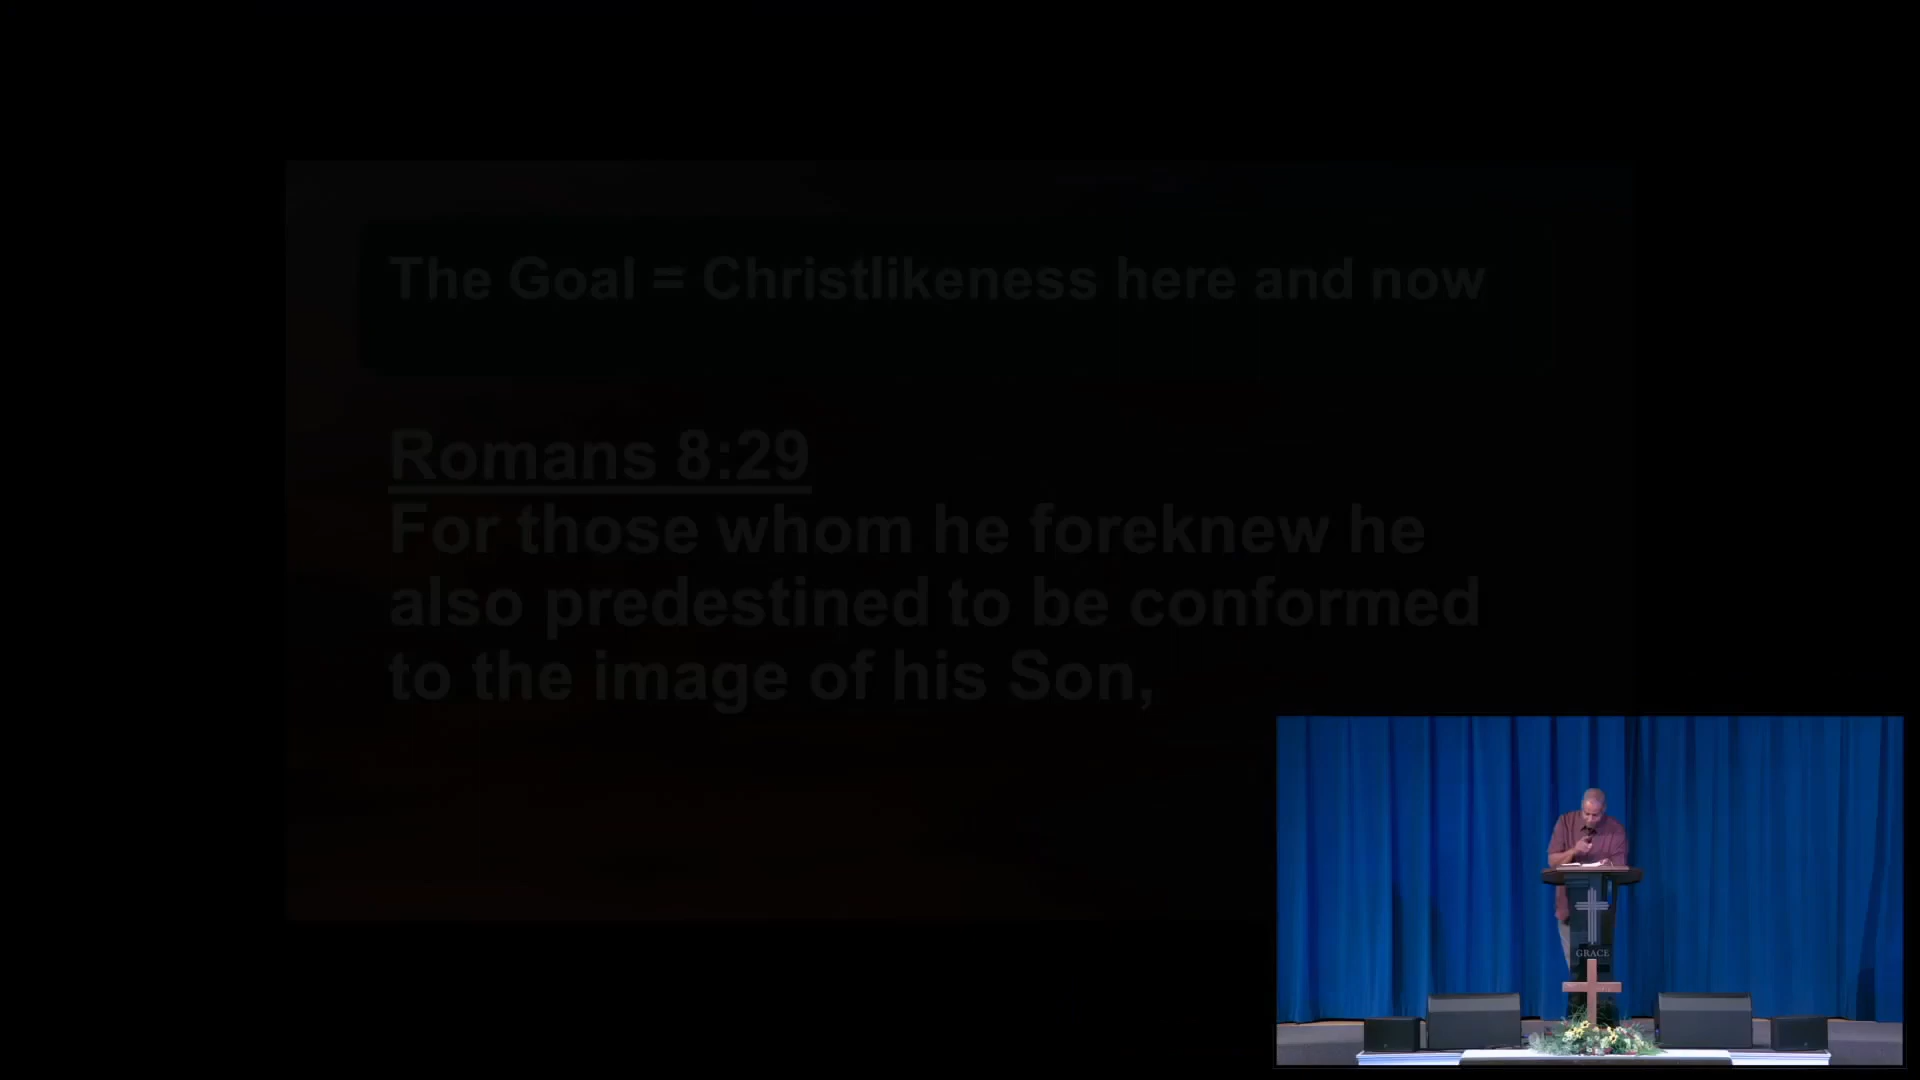 The Goal = Christlikeness here and now
Romans 8:29
For those whom he foreknew he
also predestined to be conformed
to the image of his Son,
GRACE